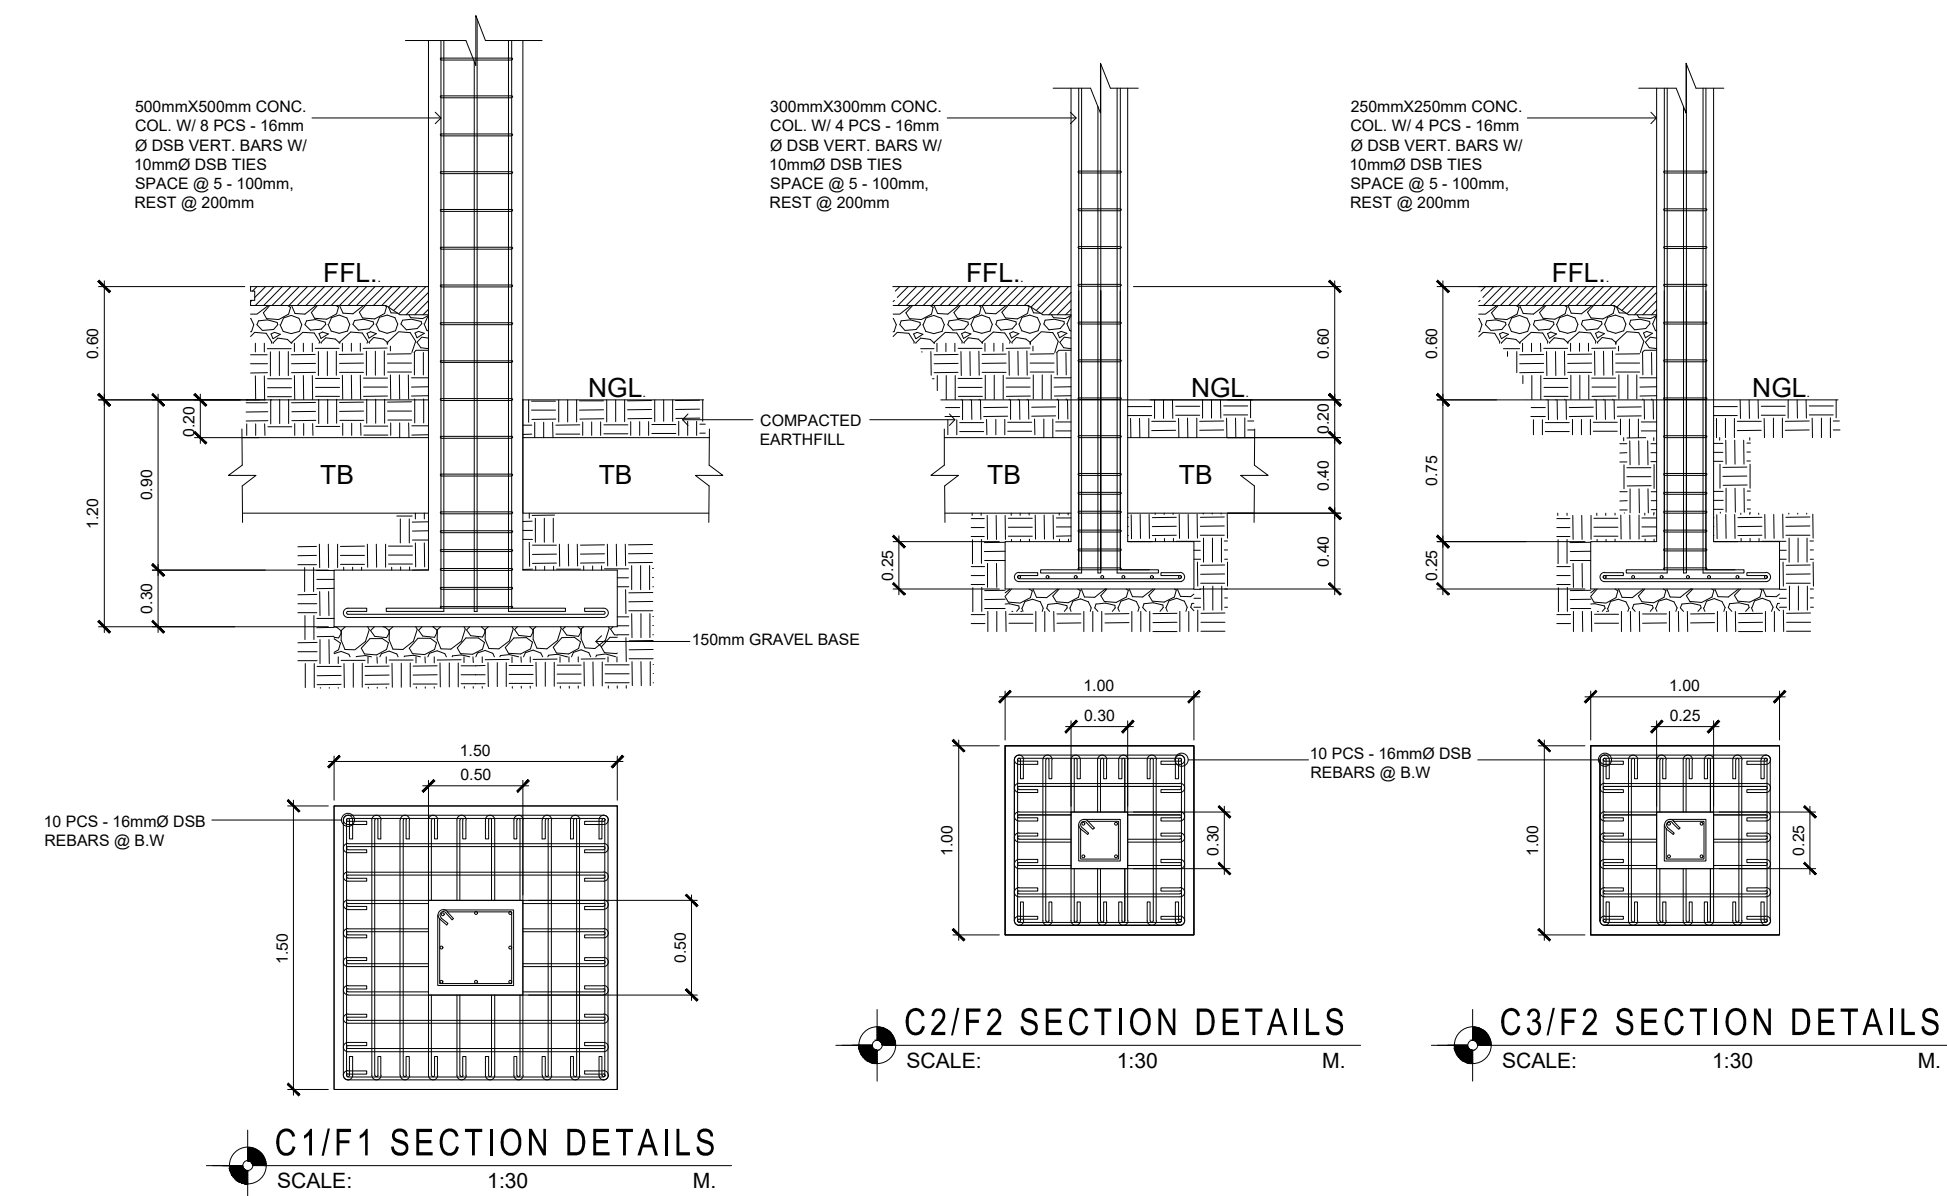 500mmX500mm CONC.
COL. W/ 8 PCS - 16mm
Ø DSB VERT. BARS W/
10mmØ DSB TIES
SPACE @ 5 - 100mm,
REST @ 200mm
FFL.
NGL
0.60
0.20
0.90
1.20
0.30
TB
TB
COMPACTED
EARTHFILL
150mm GRAVEL BASE
1.50
0.50
10 PCS - 16mmØ DSB
REBARS @ B.W
1.50
0.50
C1/F1 SECTION DETAILS
SCALE: 1:30 M.
300mmX300mm CONC.
COL. W/ 4 PCS - 16mm
Ø DSB VERT. BARS W/
10mmØ DSB TIES
SPACE @ 5 - 100mm,
REST @ 200mm
FFL.
NGL
0.60
0.20
0.40
0.40
0.25
TB
TB
1.00
0.30
1.00
0.30
10 PCS - 16mmØ DSB
REBARS @ B.W
C2/F2 SECTION DETAILS
SCALE: 1:30 M.
250mmX250mm CONC.
COL. W/ 4 PCS - 16mm
Ø DSB VERT. BARS W/
10mmØ DSB TIES
SPACE @ 5 - 100mm,
REST @ 200mm
FFL.
NGL
0.60
0.75
0.25
1.00
0.25
1.00
0.25
C3/F2 SECTION DETAILS
SCALE: 1:30 M.